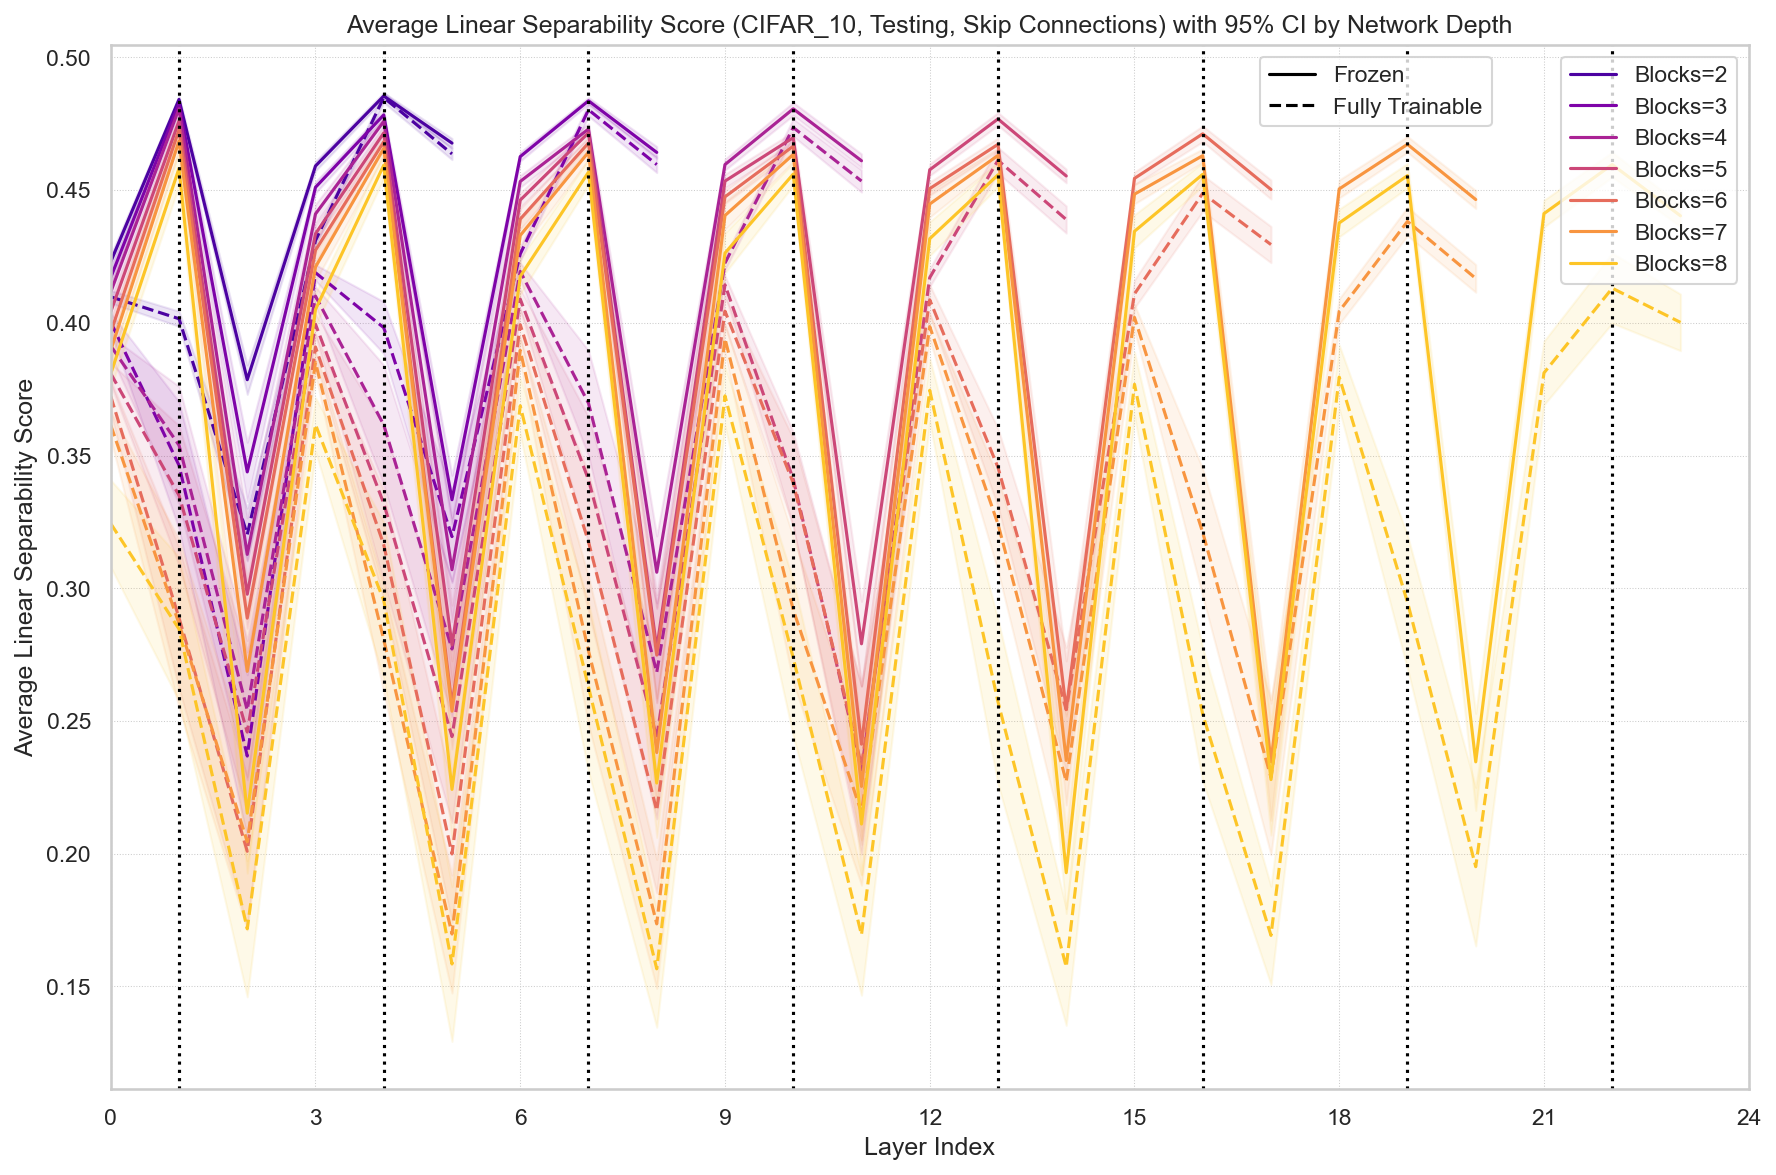 Average Linear Separability Score (CIFAR_10, Testing, Skip Connections) with 95% CI by Network Depth
Average Linear Separability Score
0.50
0.45
0.40
0.35
0.30
0.25
0.20
0.15
Frozen
Fully Trainable
Blocks=2
Blocks=3
Blocks=4
Blocks=5
Blocks=6
Blocks=7
Blocks=8
0 3 6 9 12 15 18 21 24
Layer Index